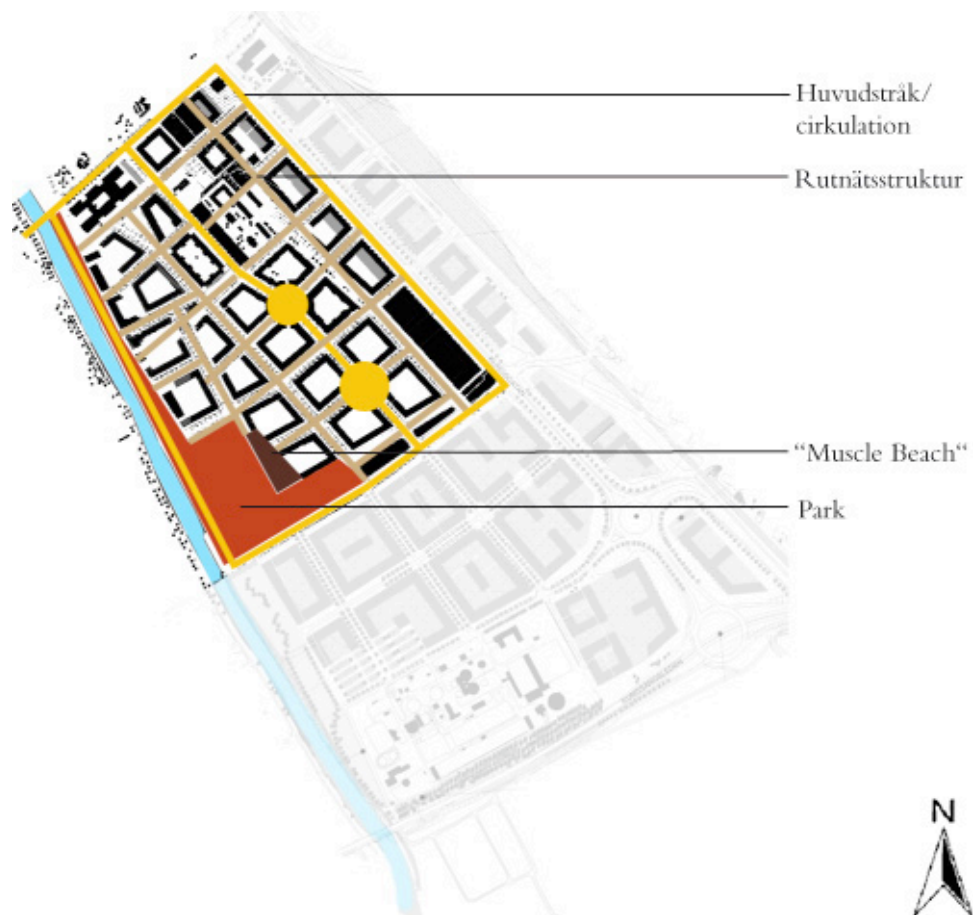 Huvudstråk/
cirkulation
Rutnätsstruktur
“Muscle Beach“
Park
N